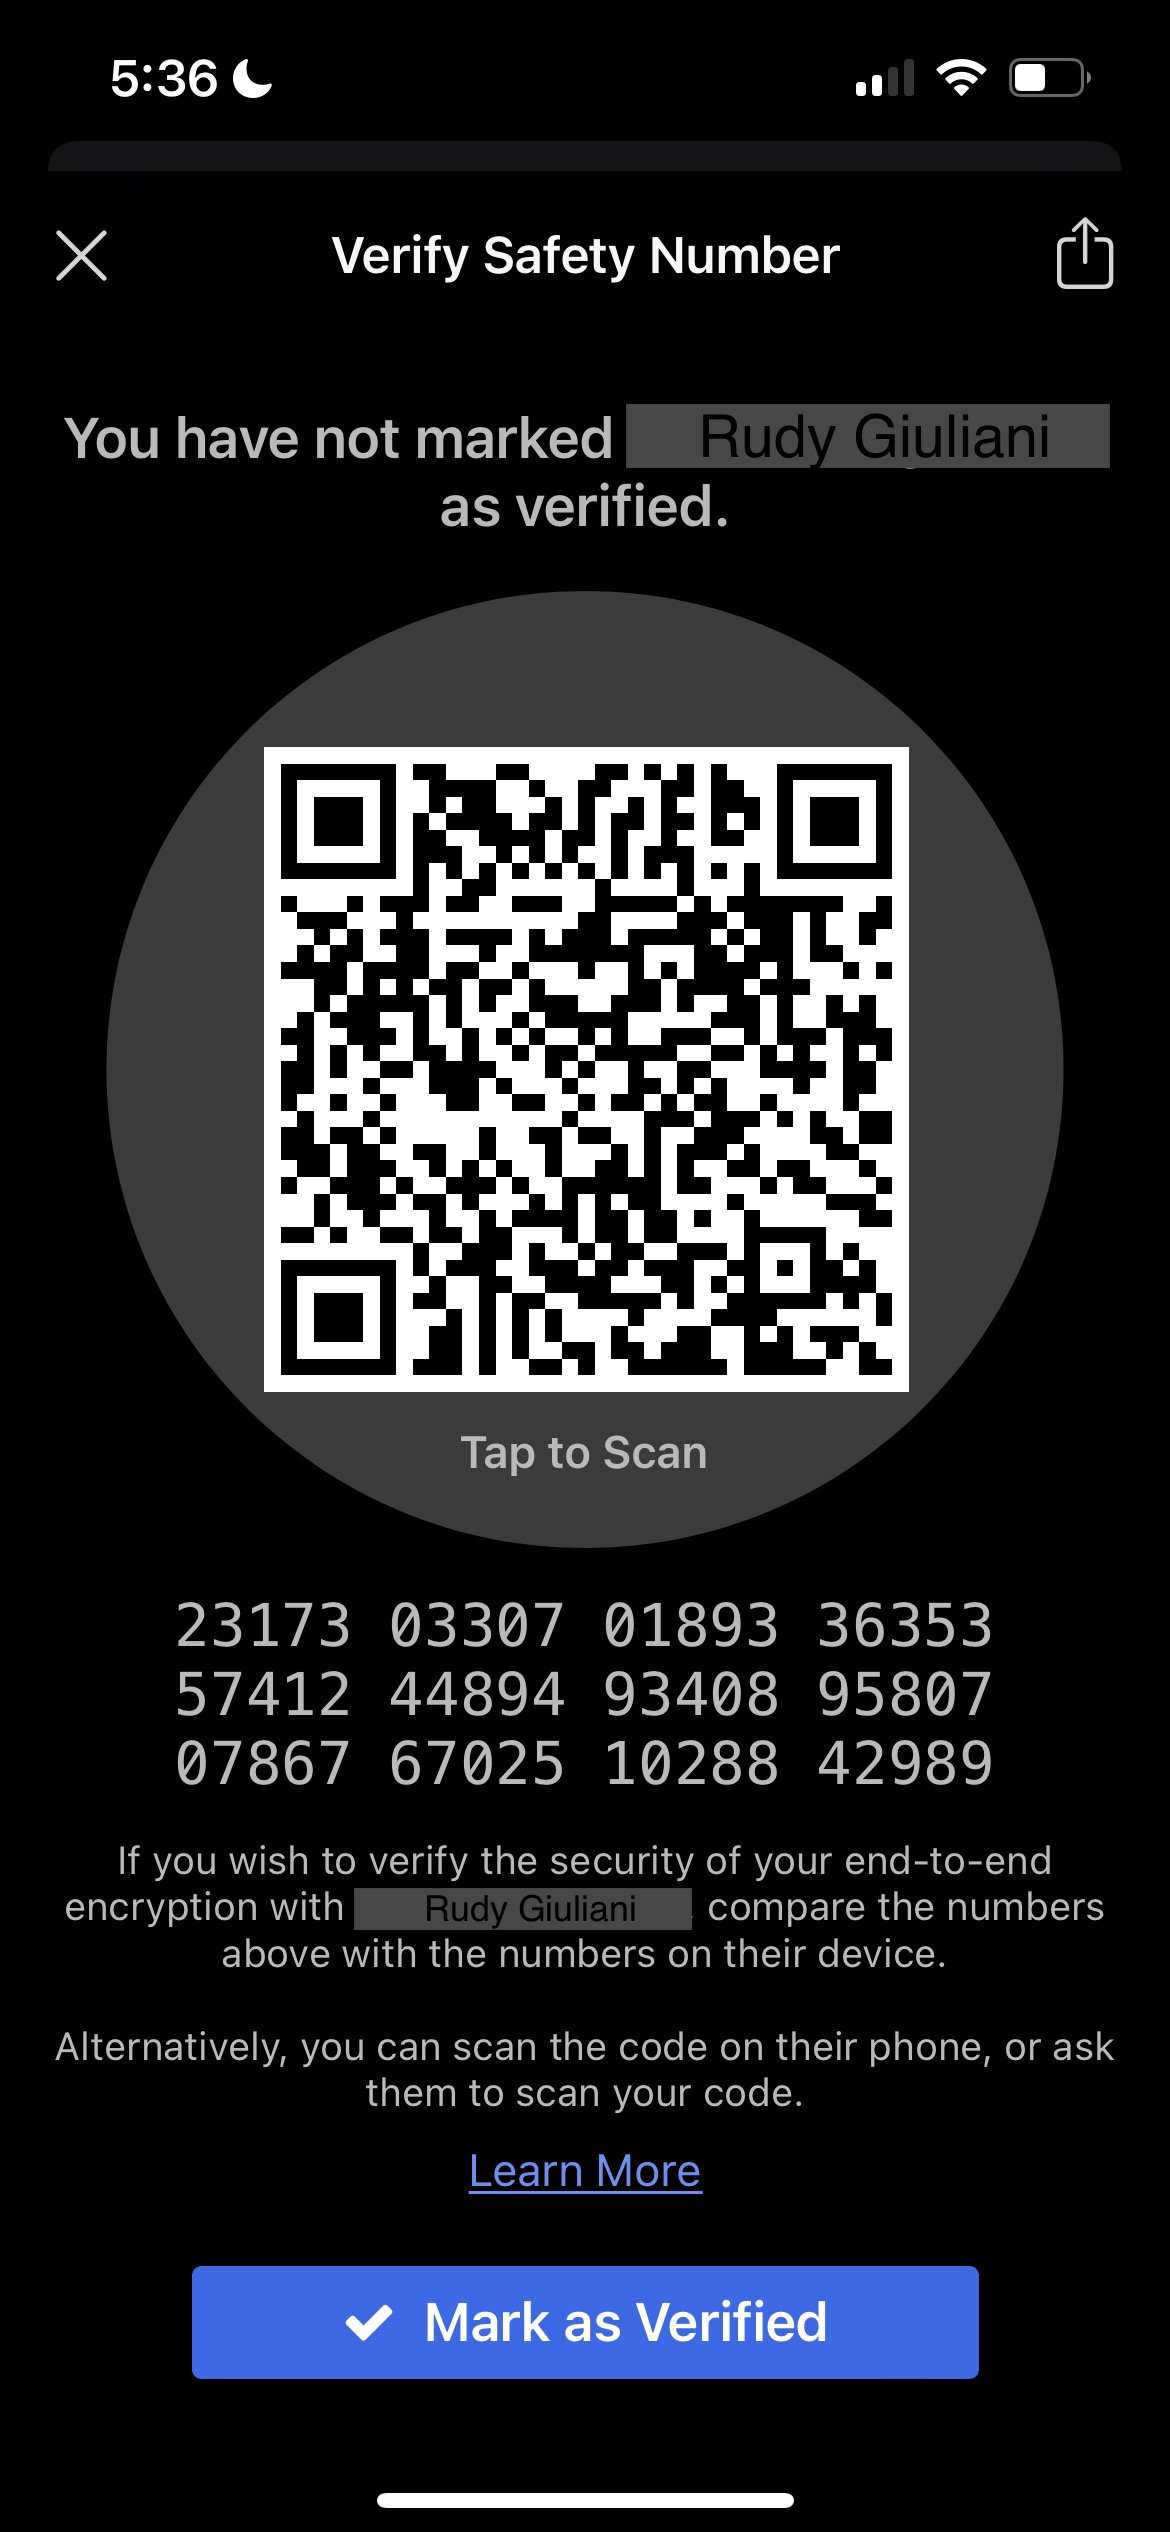 5:36
Verify Safety Number
You have not marked Rudy Giuliani
as verified.
Tap to Scan
23173 03307 01893 36353
57412 44894 93408 95807
07867 67025 10288 42989
If you wish to verify the security of your end-to-end
encryption with Rudy Giuliani compare the numbers
above with the numbers on their device.
Alternatively, you can scan the code on their phone, or ask
them to scan your code.
Learn More
Mark as Verified